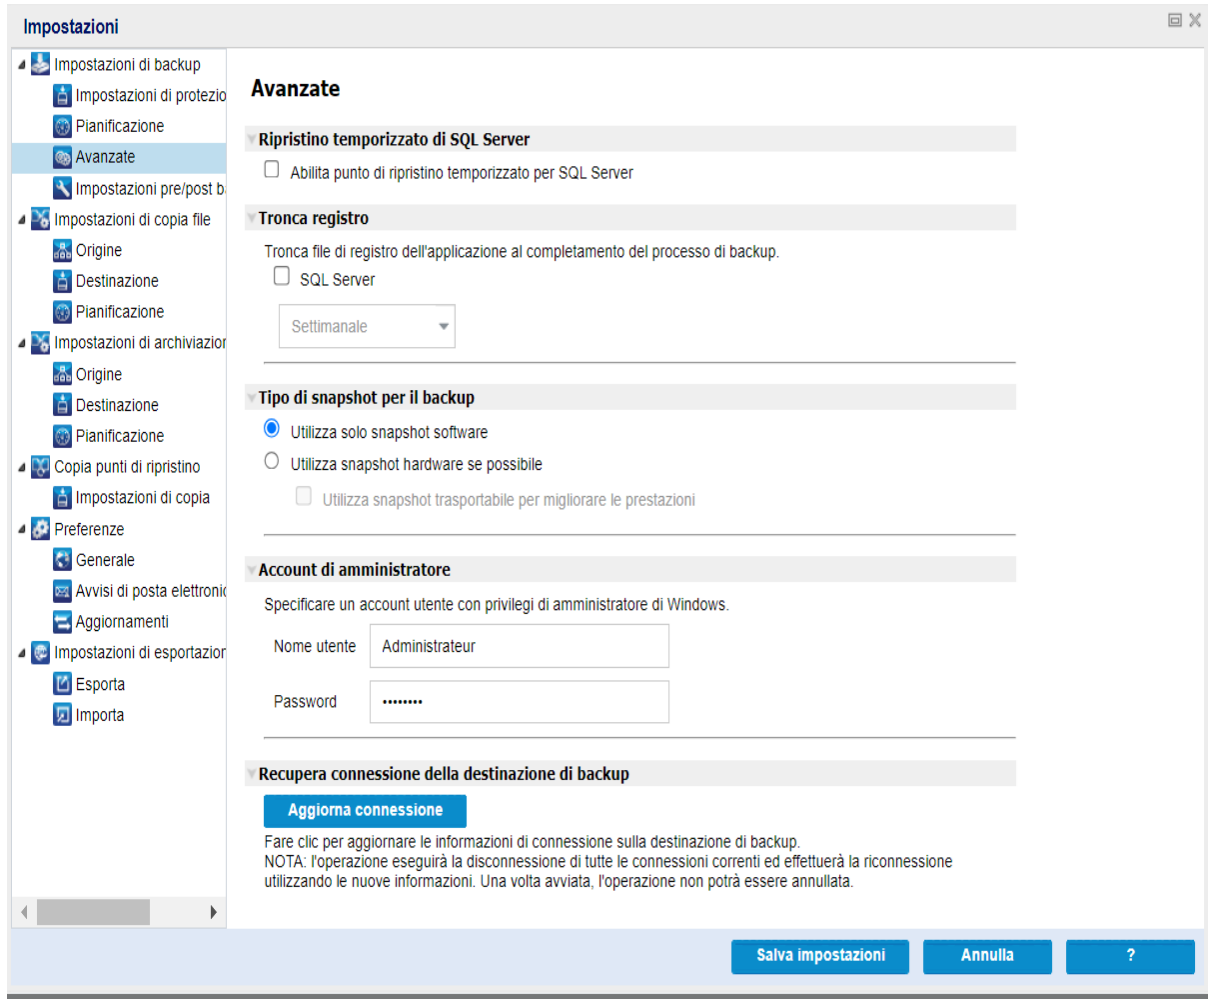 Impostazioni
Impostazioni di backup
Impostazioni di protezio
Pianificazione
Avanzate
Impostazioni pre/post b
Impostazioni di copia file
Origine
Destinazione
Pianificazione
Impostazioni di archiviazior
Origine
Destinazione
Pianificazione
Copia punti di ripristino
Impostazioni di copia
Preferenze
Generale
Avvisi di posta elettronic
Aggiornamenti
Impostazioni di esportazior
Esporta
Importa
Avanzate
Ripristino temporizzato di SQL Server
Abilita punto di ripristino temporizzato per SQL Server
Tronca registro
Tronca file di registro dell'applicazione al completamento del processo di backup.
SQL Server
Settimanale
Tipo di snapshot per il backup
Utilizza solo snapshot software
Utilizza snapshot hardware se possibile
Utilizza snapshot trasportabile per migliorare le prestazioni
Account di amministratore
Specificare un account utente con privilegi di amministratore di Windows.
Nome utente Administrateur
Password ••••••••
Recupera connessione della destinazione di backup
Aggiorna connessione
Fare clic per aggiornare le informazioni di connessione sulla destinazione di backup.
NOTA: l'operazione eseguirà la disconnessione di tutte le connessioni correnti ed effettuerà la riconnessione
utilizzando le nuove informazioni. Una volta avviata, l'operazione non potrà essere annullata.
Salva impostazioni Annulla ?